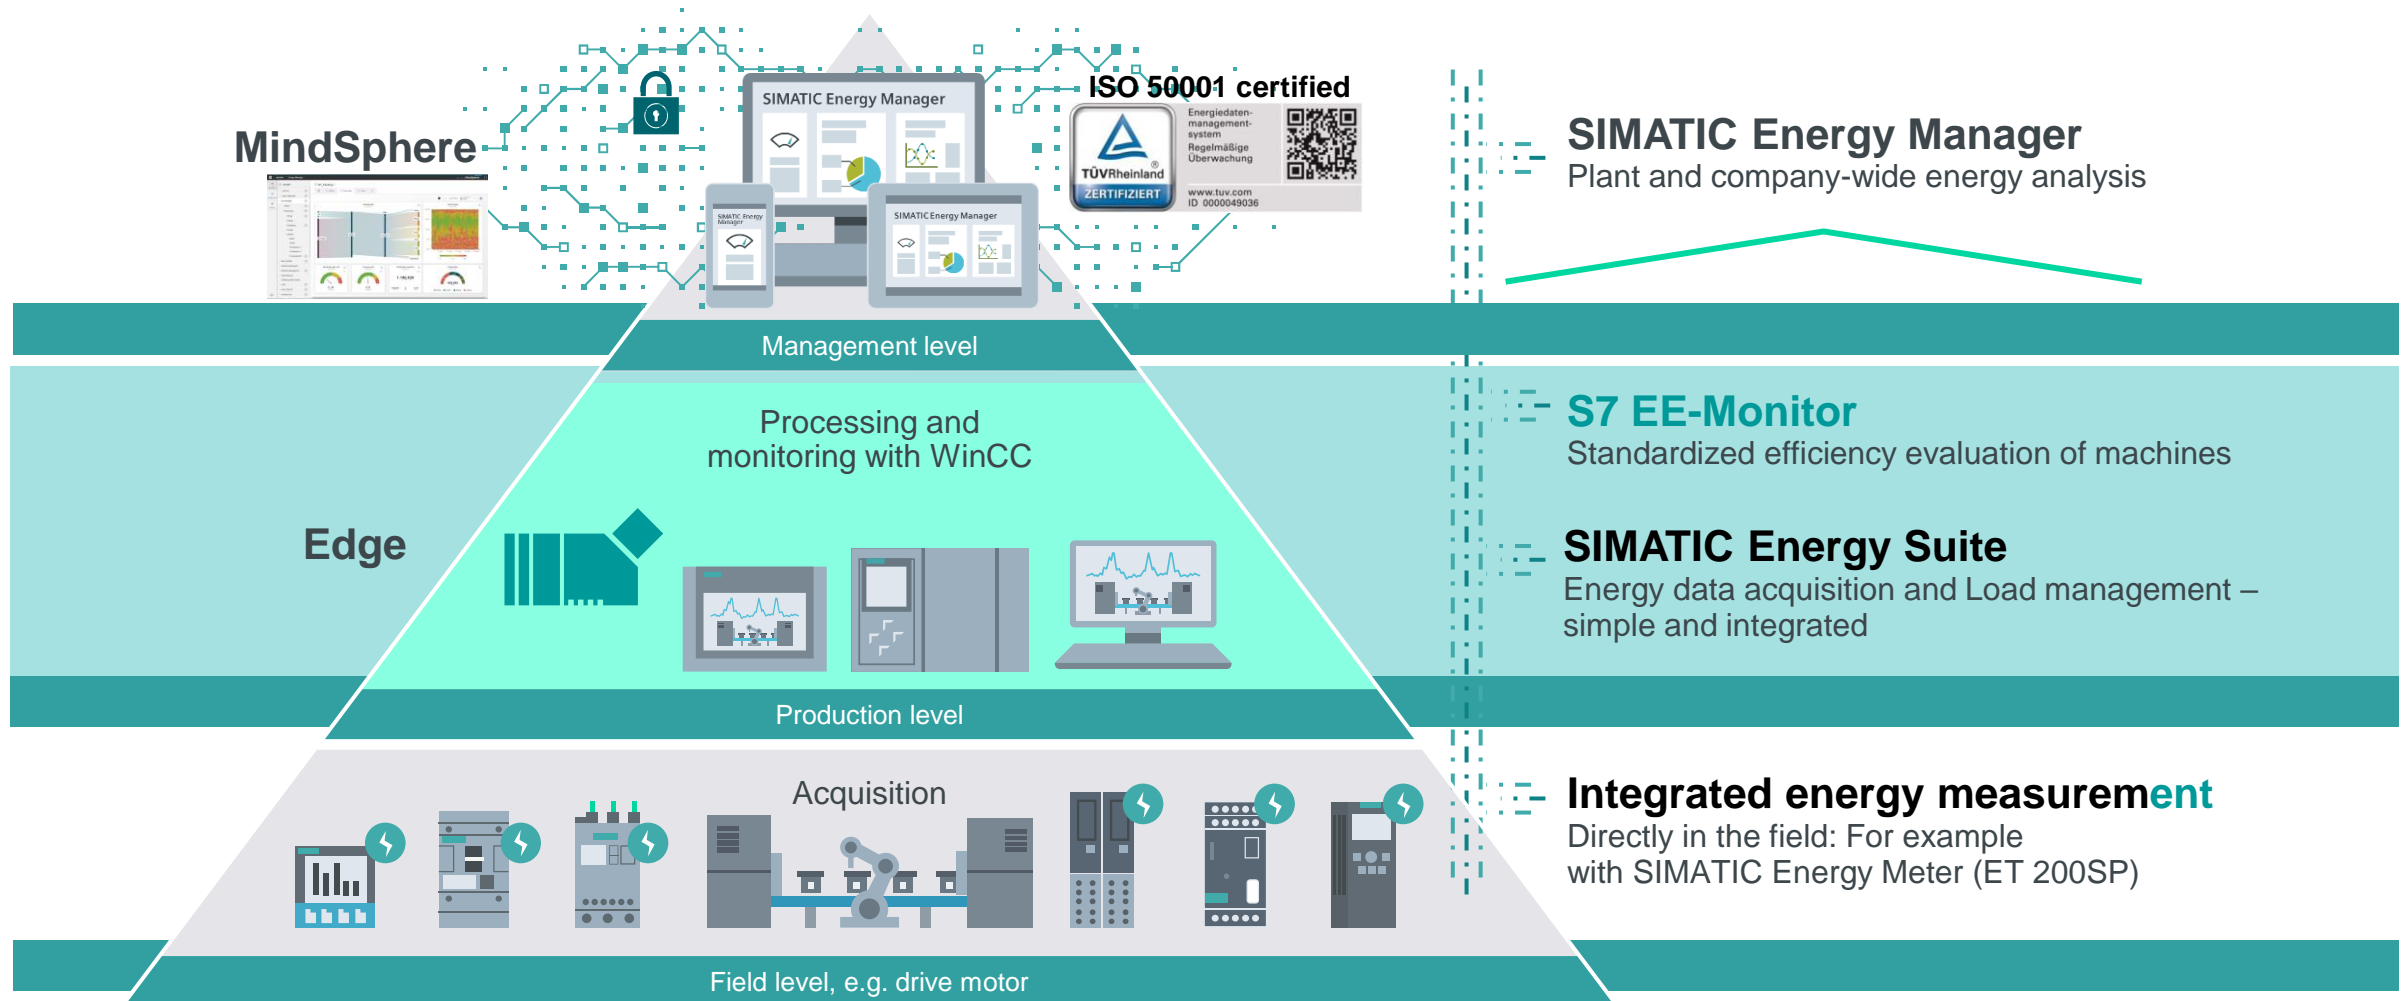 MindSphere
SIMATIC Energy Manager
SIMATIC Energy
Manager
SIMATIC Energy Manager
ISO 50001 certified
TÜVRheinland
®
ZERTIFIZIERT
Energiedaten-
management-
system
Regelmäßige
Überwachung
www.tuv.com
ID 0000049036
SIMATIC Energy Manager
Plant and company-wide energy analysis
Management level
Processing and
monitoring with WinCC
Edge
S7 EE-Monitor
Standardized efficiency evaluation of machines
SIMATIC Energy Suite
Energy data acquisition and Load management –
simple and integrated
Production level
Acquisition
Integrated energy measurement
Directly in the field: For example
with SIMATIC Energy Meter (ET 200SP)
Field level, e.g. drive motor